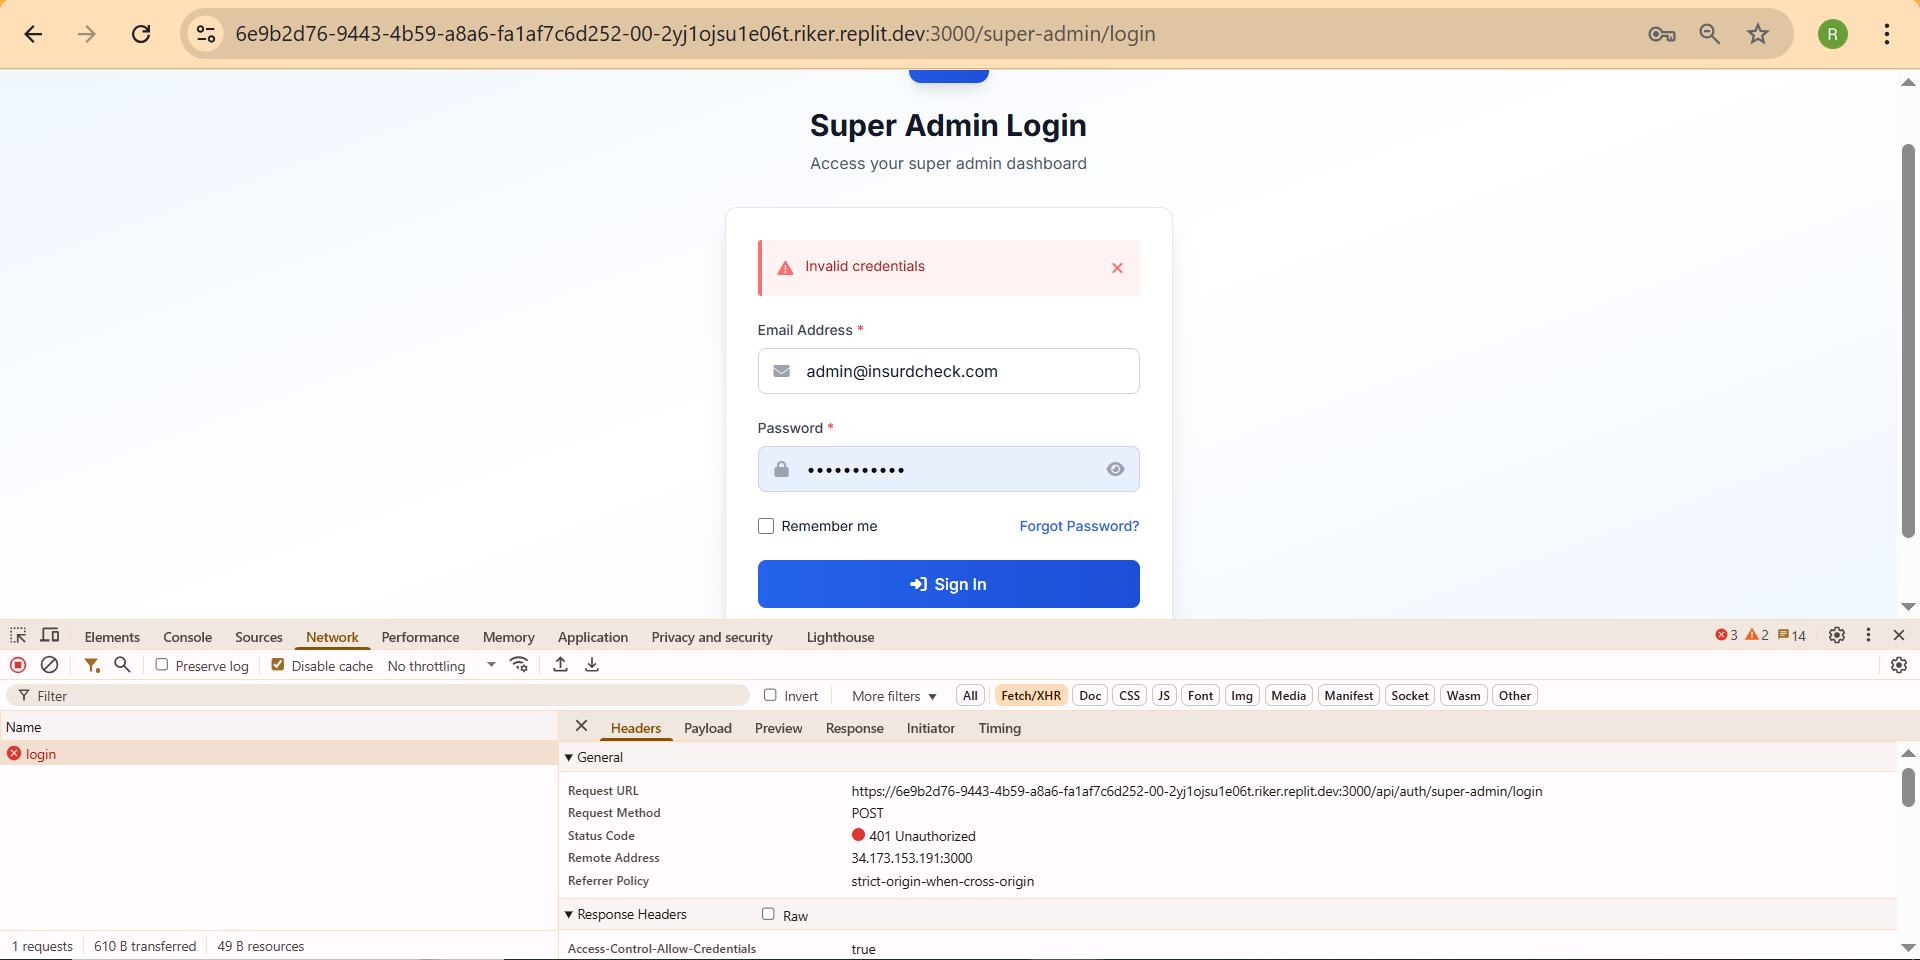 6e9b2d76-9443-4b59-a8a6-fa1af7c6d252-00-2yj1ojsu1e06t.riker.replit.dev:3000/super-admin/login
R
Super Admin Login
Access your super admin dashboard
Invalid credentials
Email Address *
admin@insurdcheck.com
Password *
Remember me Forgot Password?
Sign In
Elements Console Sources Network Performance Memory Application Privacy and security Lighthouse 3 2 14
Preserve log Disable cache No throttling
Filter Invert More filters All Fetch/XHR Doc CSS JS Font Img Media Manifest Socket Wasm Other
Name
login
Headers Payload Preview Response Initiator Timing
General
Request URL https://6e9b2d76-9443-4b59-a8a6-fa1af7c6d252-00-2yj1ojsu1e06t.riker.replit.dev:3000/api/auth/super-admin/login
Request Method POST
Status Code 401 Unauthorized
Remote Address 34.173.153.191:3000
Referrer Policy strict-origin-when-cross-origin
Response Headers Raw
Access-Control-Allow-Credentials true
1 requests 610 B transferred 49 B resources